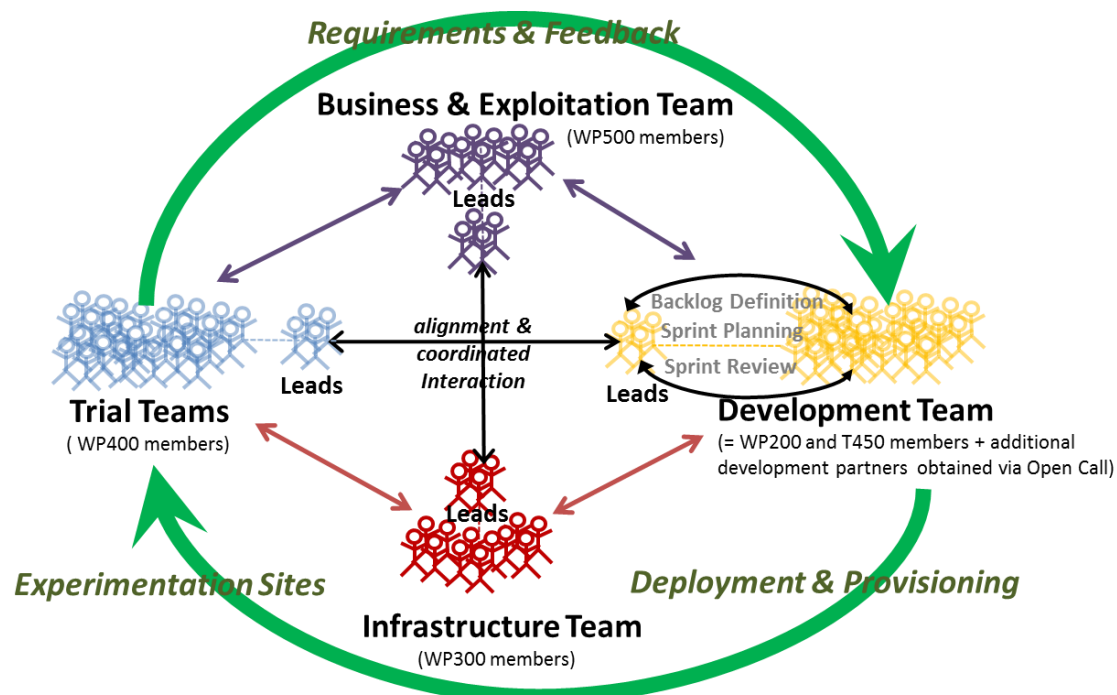 Requirements & Feedback
Business & Exploitation Team
(WP500 members)
Leads
Backlog Definition
Sprint Planning
Sprint Review
alignment &
coordinated
Interaction
Leads
Leads
Trial Teams
( WP400 members)
Development Team
(= WP200 and T450 members + additional
development partners  obtained via Open Call)
Leads
Experimentation Sites
Deployment & Provisioning
Infrastructure Team
(WP300 members)